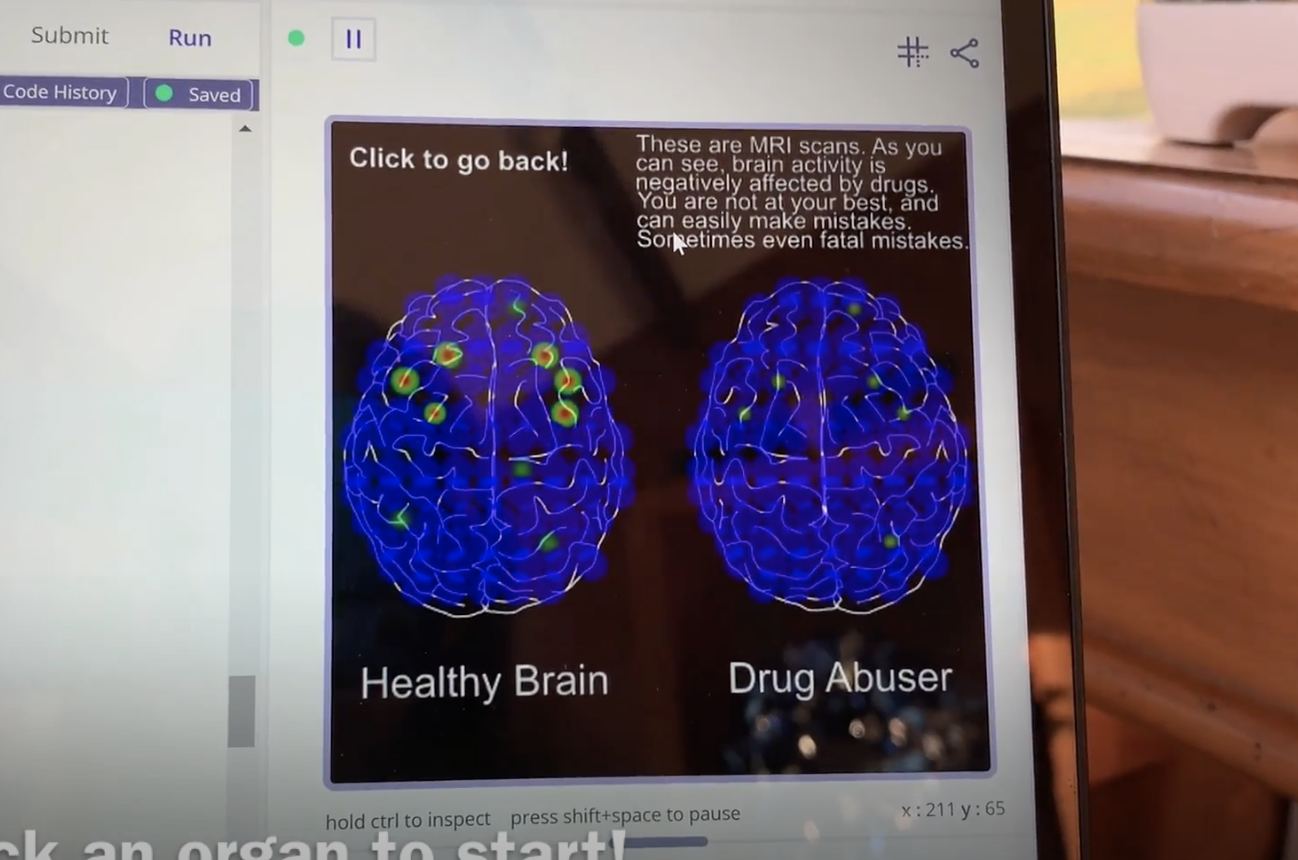 Submit
Run
Code History
Saved
Click to go back!
These are MRI scans. As you
can see, brain activity is
negatively affected by drugs.
You are not at your best, and
can easily make mistakes.
Sometimes even fatal mistakes.
Healthy Brain
Drug Abuser
hold ctrl to inspect press shift+space to pause
x : 211 y : 65
an organ to start!